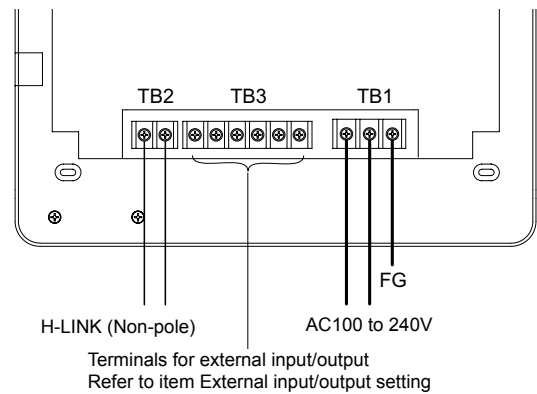 TB2 TB3 TB1
FG
H-LINK (Non-pole) AC100 to 240V
Terminals for external input/output
Refer to item External input/output setting